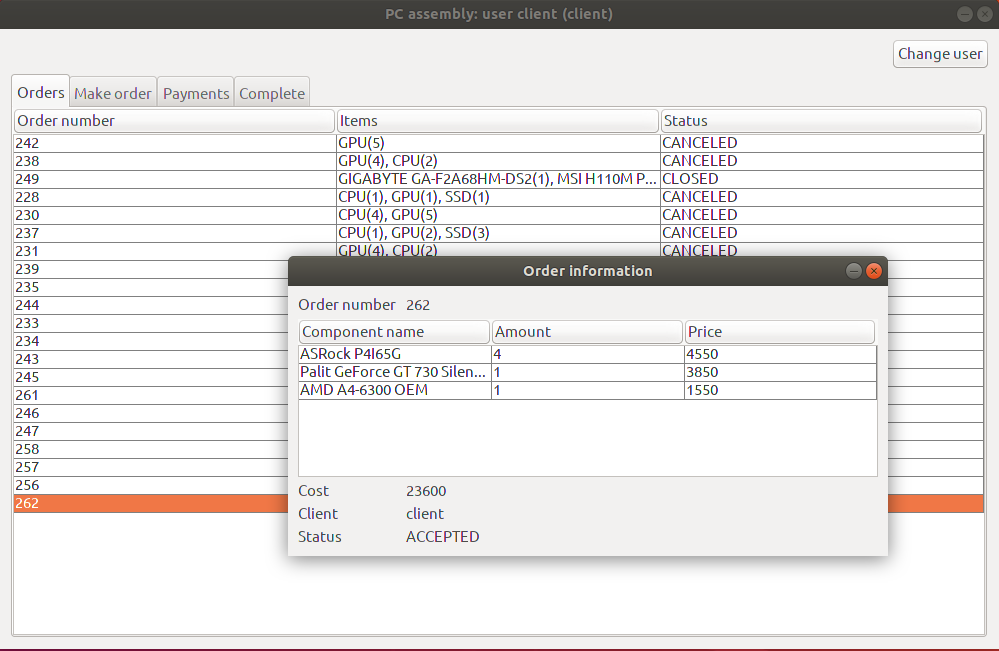 PC assembly: user client (client)
Change user
Orders Make order Payments Complete
Order number Items Status
242 GPU(5) CANCELED
238 GPU(4), CPU(2) CANCELED
249 GIGABYTE GA-F2A68HM-DS2(1), MSI H110M P... CLOSED
228 CPU(1), GPU(1), SSD(1) CANCELED
230 CPU(4), GPU(5) CANCELED
237 CPU(1), GPU(2), SSD(3) CANCELED
231 GPU(4), CPU(2) CANCELED
239
235
244
233
234
243
245
261
246
247
258
257
256
262
Order information
Order number 262
Component name Amount Price
ASRock P4I65G 4 4550
Palit GeForce GT 730 Silen... 1 3850
AMD A4-6300 OEM 1 1550
Cost 23600
Client client
Status ACCEPTED